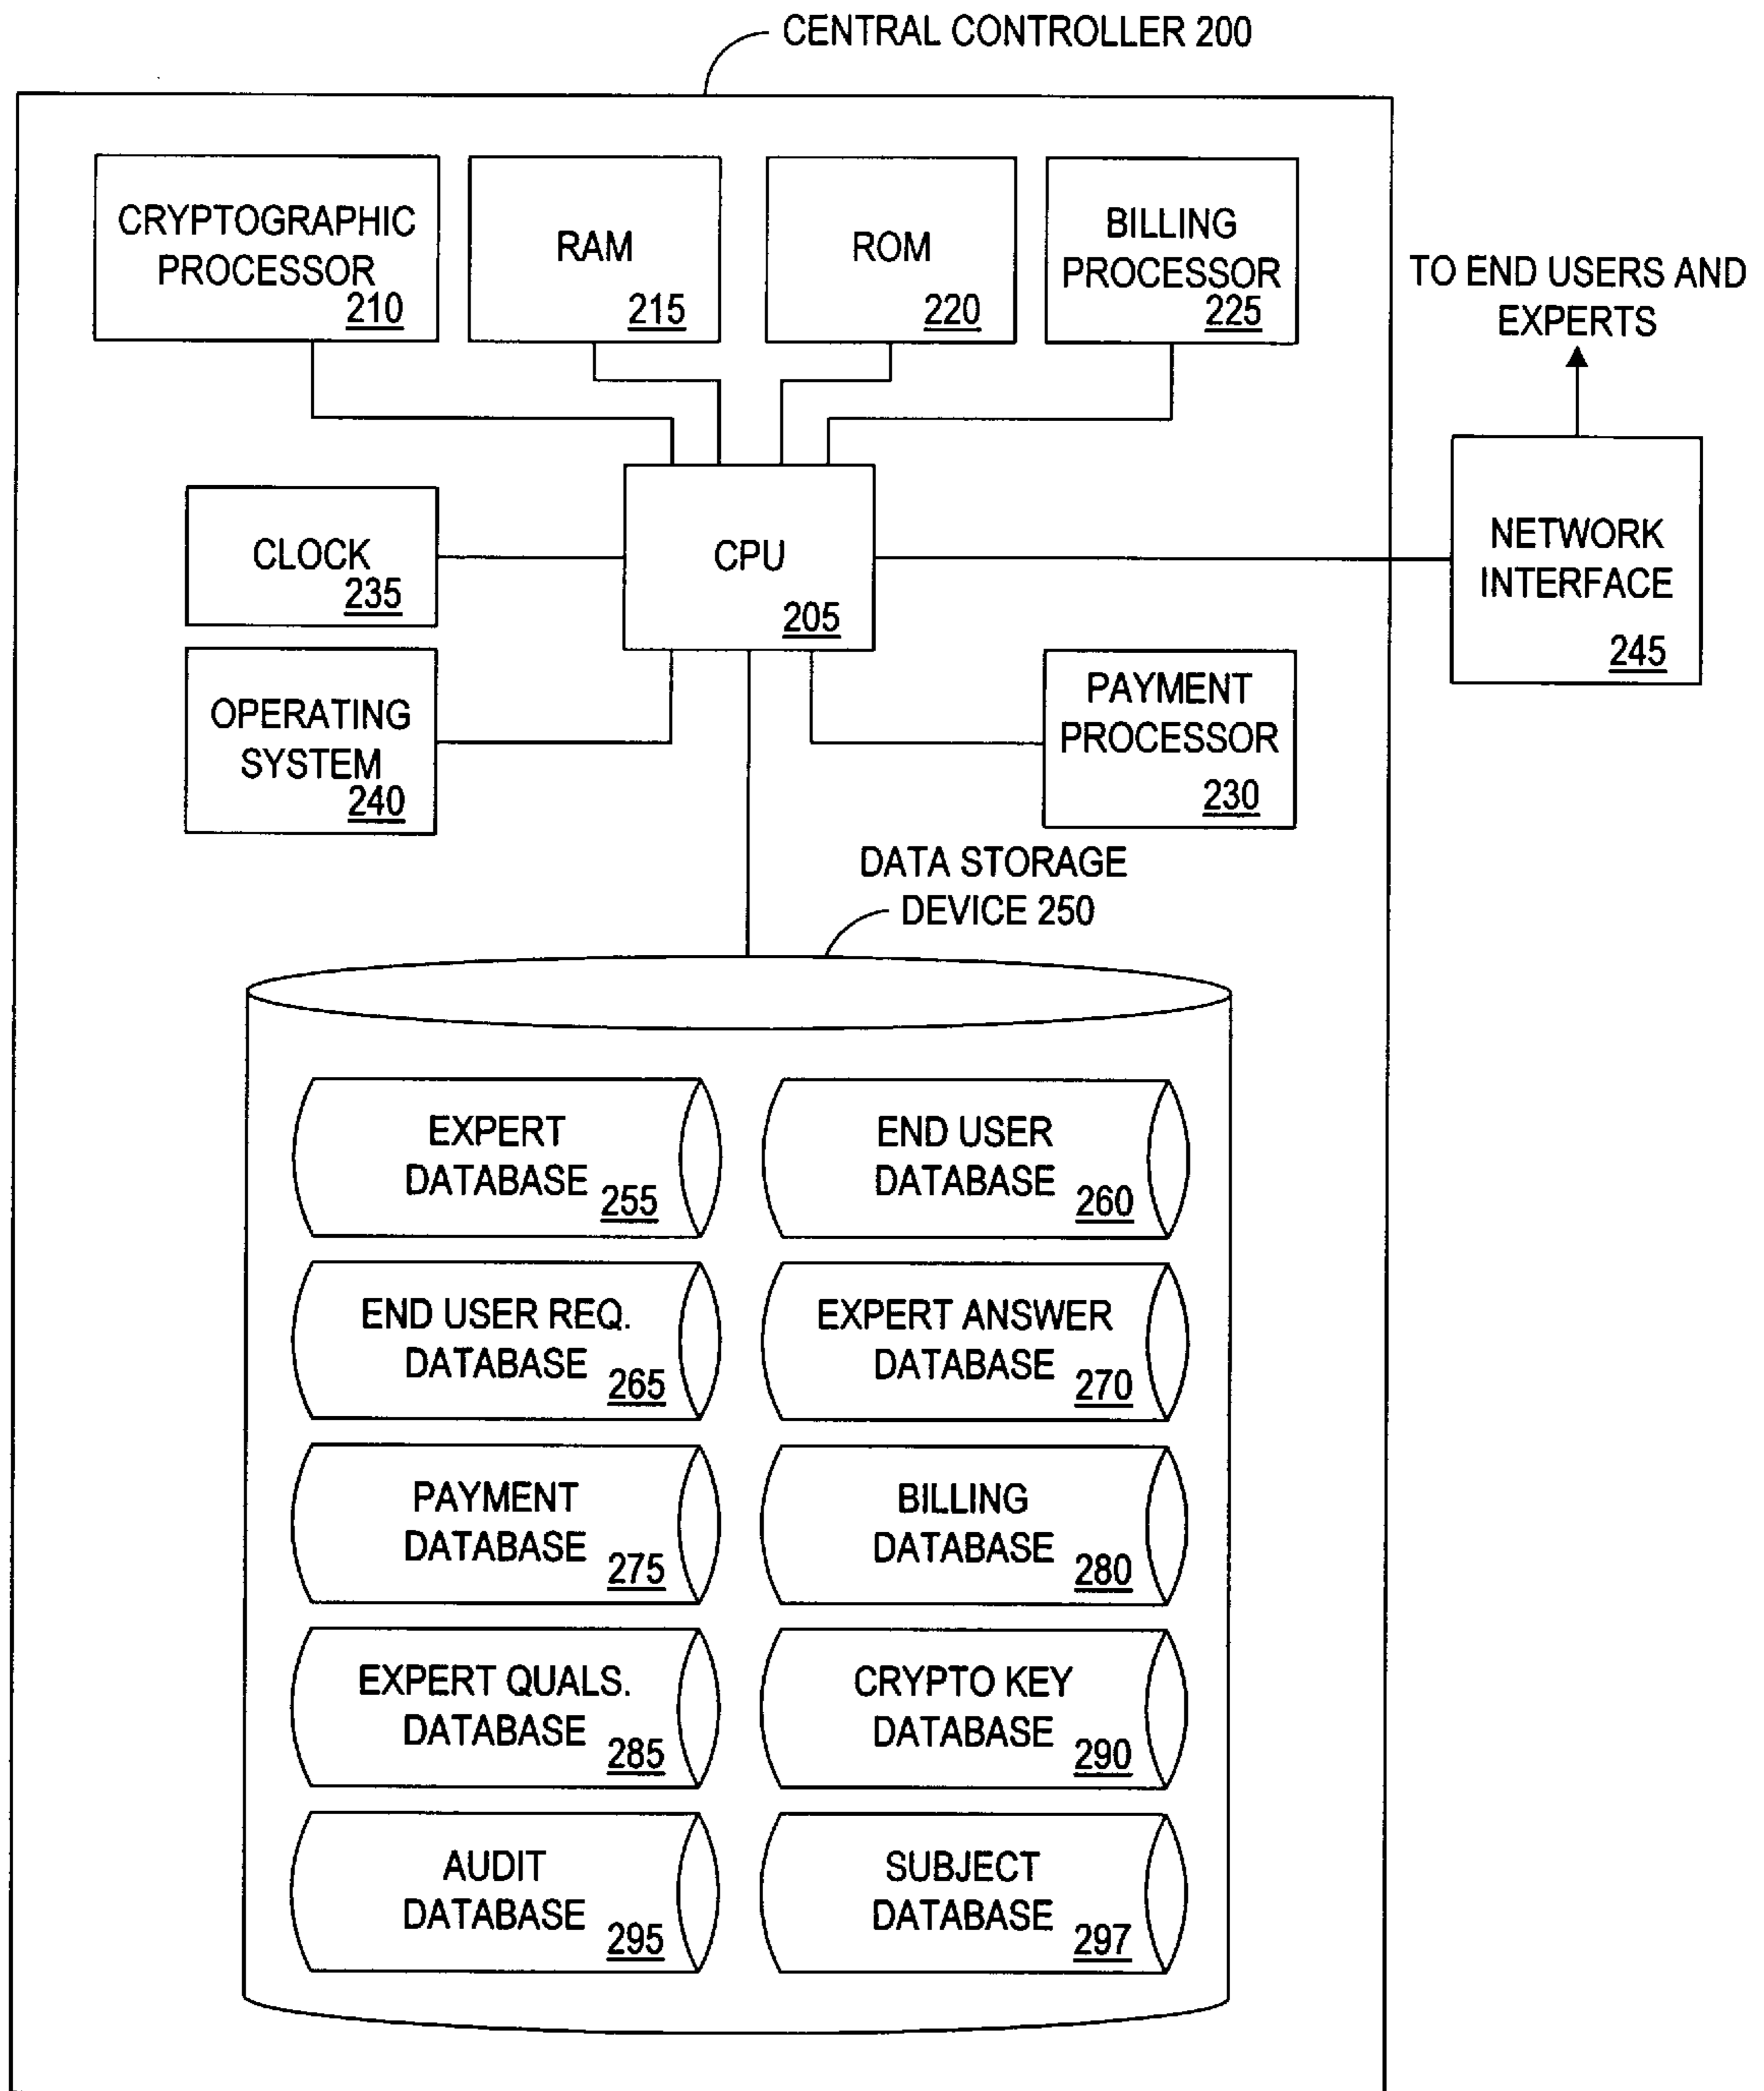 CENTRAL CONTROLLER 200
CRYPTOGRAPHIC
PROCESSOR
210
RAM
215
ROM
220
BILLING
PROCESSOR
225
TO END USERS AND
EXPERTS
CLOCK
235
CPU
205
NETWORK
INTERFACE
245
OPERATING
SYSTEM
240
PAYMENT
PROCESSOR
230
DATA STORAGE
DEVICE 250
EXPERT
DATABASE
255
END USER
DATABASE
260
END USER REQ.
DATABASE
265
EXPERT ANSWER
DATABASE
270
PAYMENT
DATABASE
275
BILLING
DATABASE
280
EXPERT QUALS.
DATABASE
285
CRYPTO KEY
DATABASE
290
AUDIT
DATABASE
295
SUBJECT
DATABASE
297